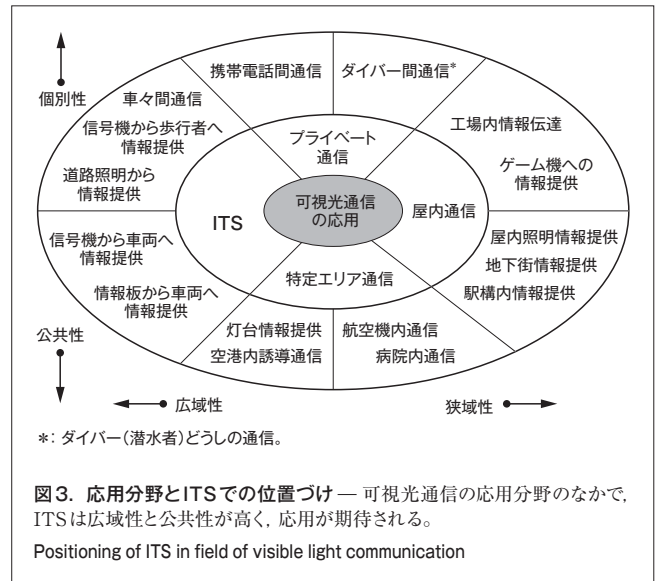 個別性
携帯電話間通信
ダイバー間通信*
車々間通信
信号機から歩行者へ
情報提供
道路照明から
情報提供
プライベート
通信
工場内情報伝達
ゲーム機への
情報提供
可視光通信
の応用
ITS
屋内通信
信号機から車両へ
情報提供
情報板から車両へ
情報提供
特定エリア通信
屋内照明情報提供
地下街情報提供
駅構内情報提供
灯台情報提供
空港内誘導通信
航空機内通信
病院内通信
公共性
広域性
狭域性
*: ダイバー(潜水者)どうしの通信。
図3. 応用分野とITSでの位置づけ — 可視光通信の応用分野のなかで,
ITSは広域性と公共性が高く, 応用が期待される。
Positioning of ITS in field of visible light communication